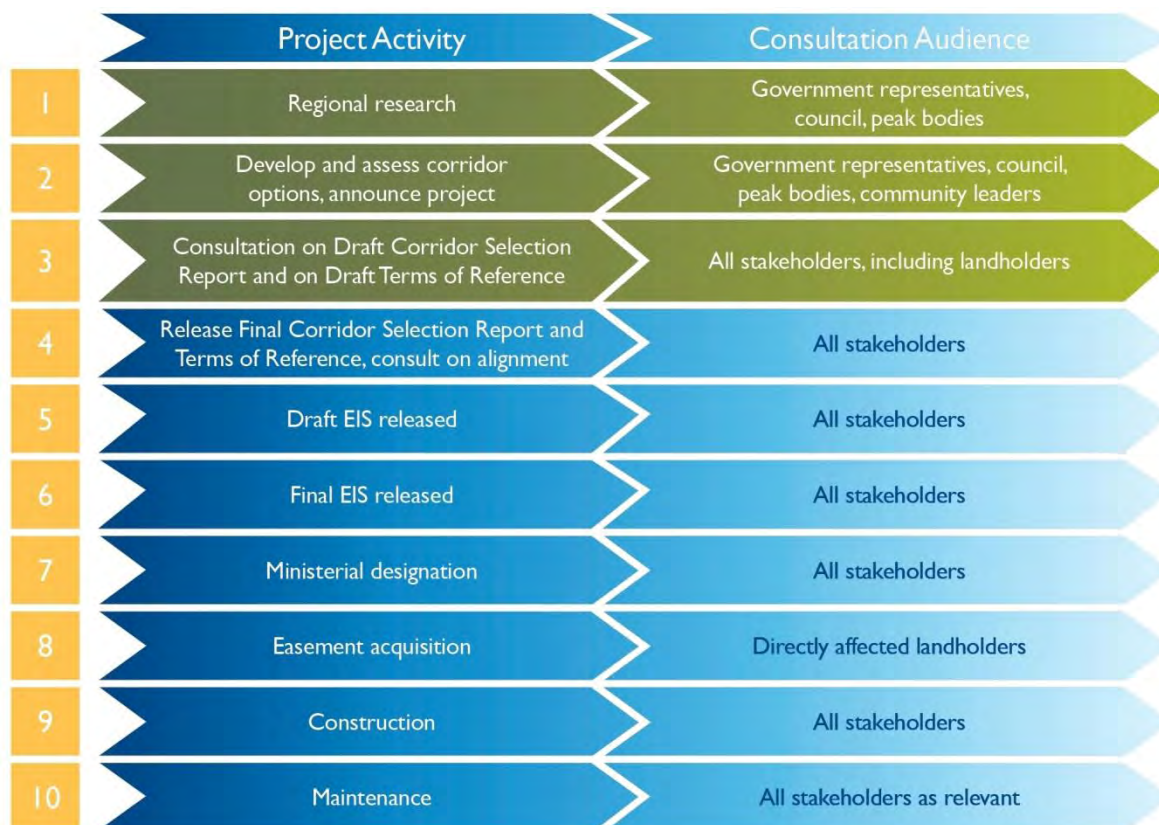 Project Activity
Consultation Audience
1
Regional research
Government representatives,
council, peak bodies
2
Develop and assess corridor
options, announce project
Government representatives, council,
peak bodies, community leaders
3
Consultation on Draft Corridor Selection
Report and on Draft Terms of Reference
All stakeholders, including landholders
4
Release Final Corridor Selection Report and
Terms of Reference, consult on alignment
All stakeholders
5
Draft EIS released
All stakeholders
6
Final EIS released
All stakeholders
7
Ministerial designation
All stakeholders
8
Easement acquisition
Directly affected landholders
9
Construction
All stakeholders
10
Maintenance
All stakeholders as relevant